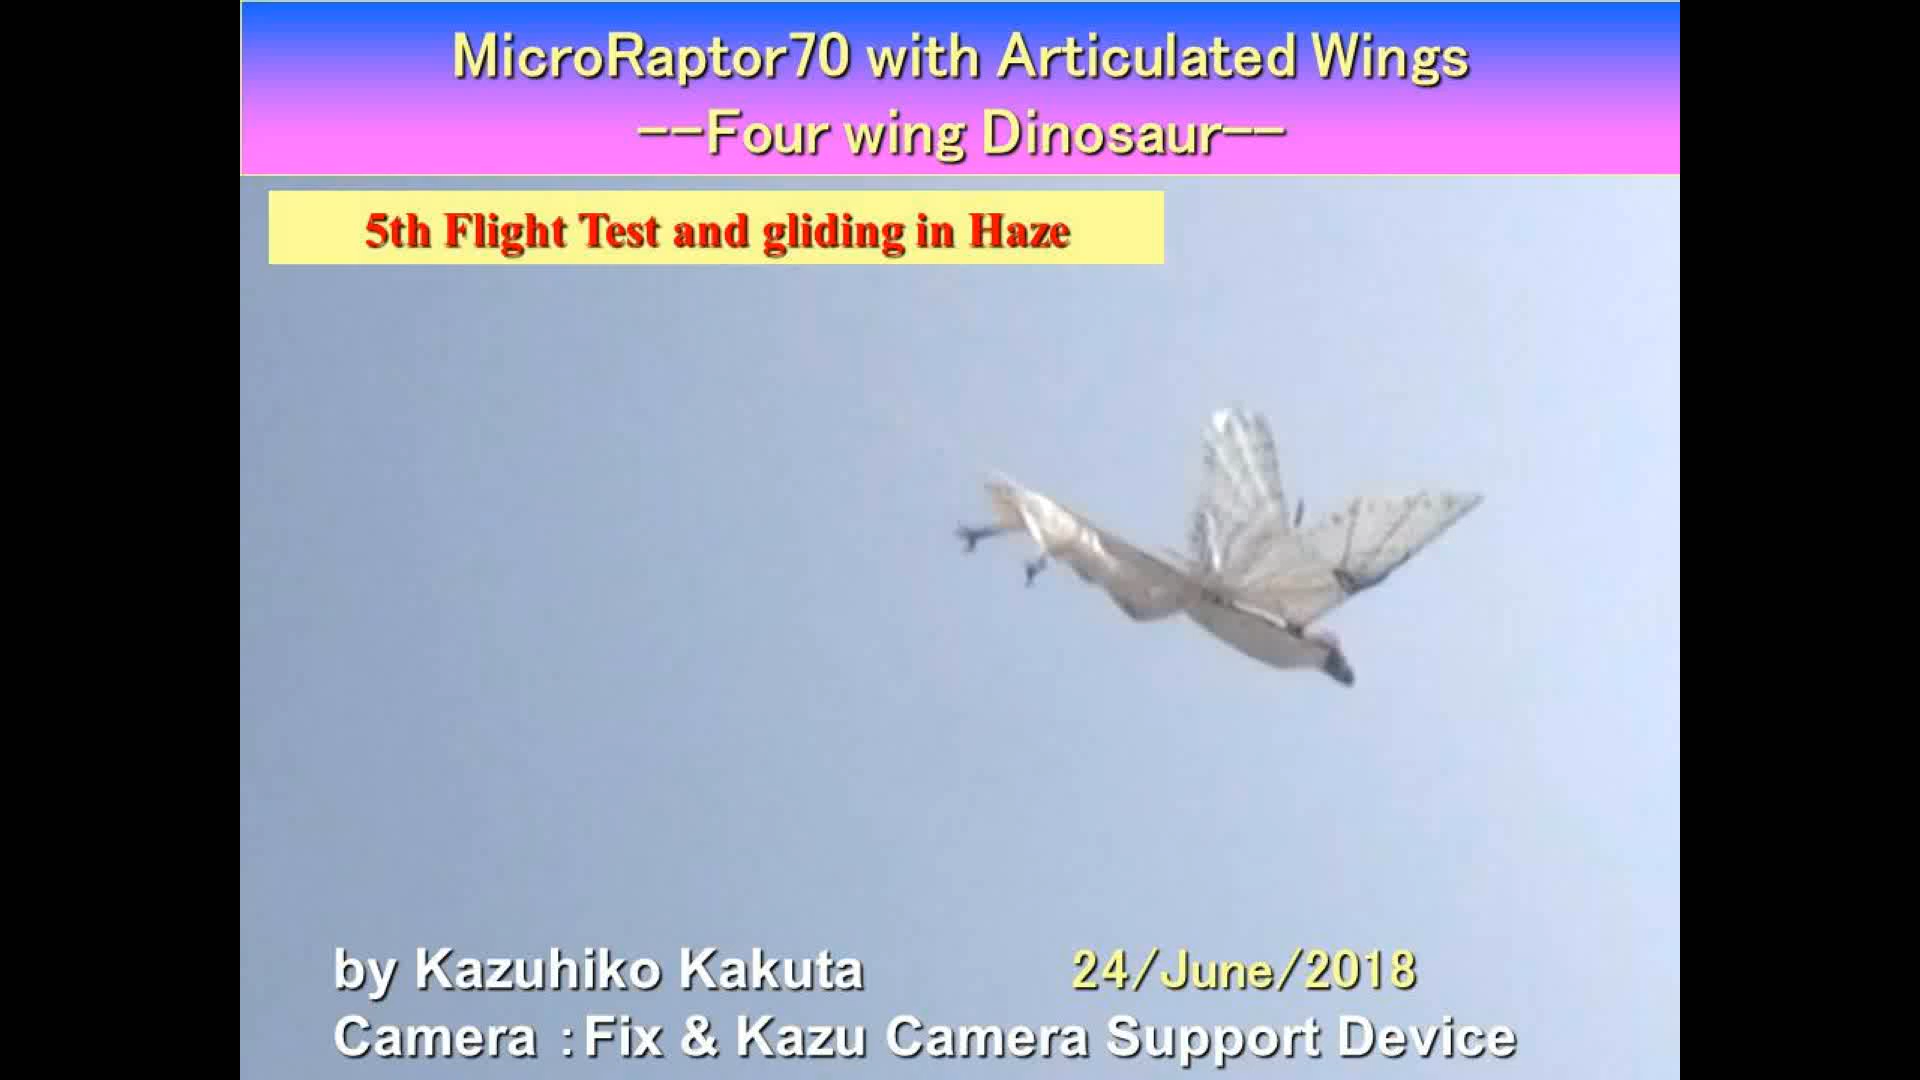 MicroRaptor70 with Articulated Wings
--Four wing Dinosaur--
5th Flight Test and gliding in Haze
by Kazuhiko Kakuta
24/June/2018
Camera : Fix & Kazu Camera Support Device